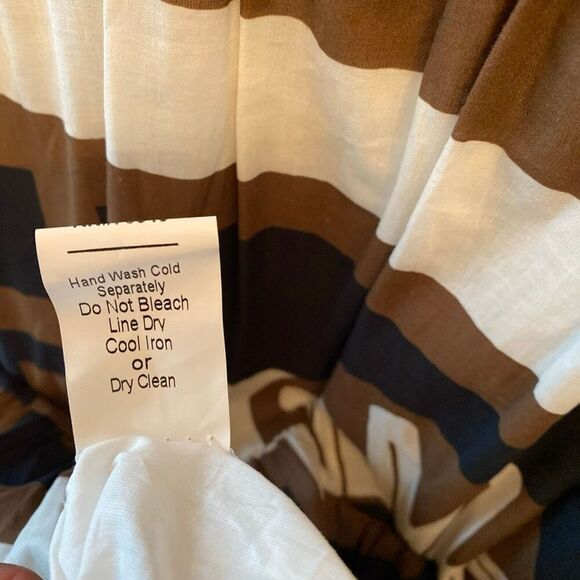 Hand Wash Cold
Separately
Do Not Bleach
Line Dry
Cool Iron
or
Dry Clean